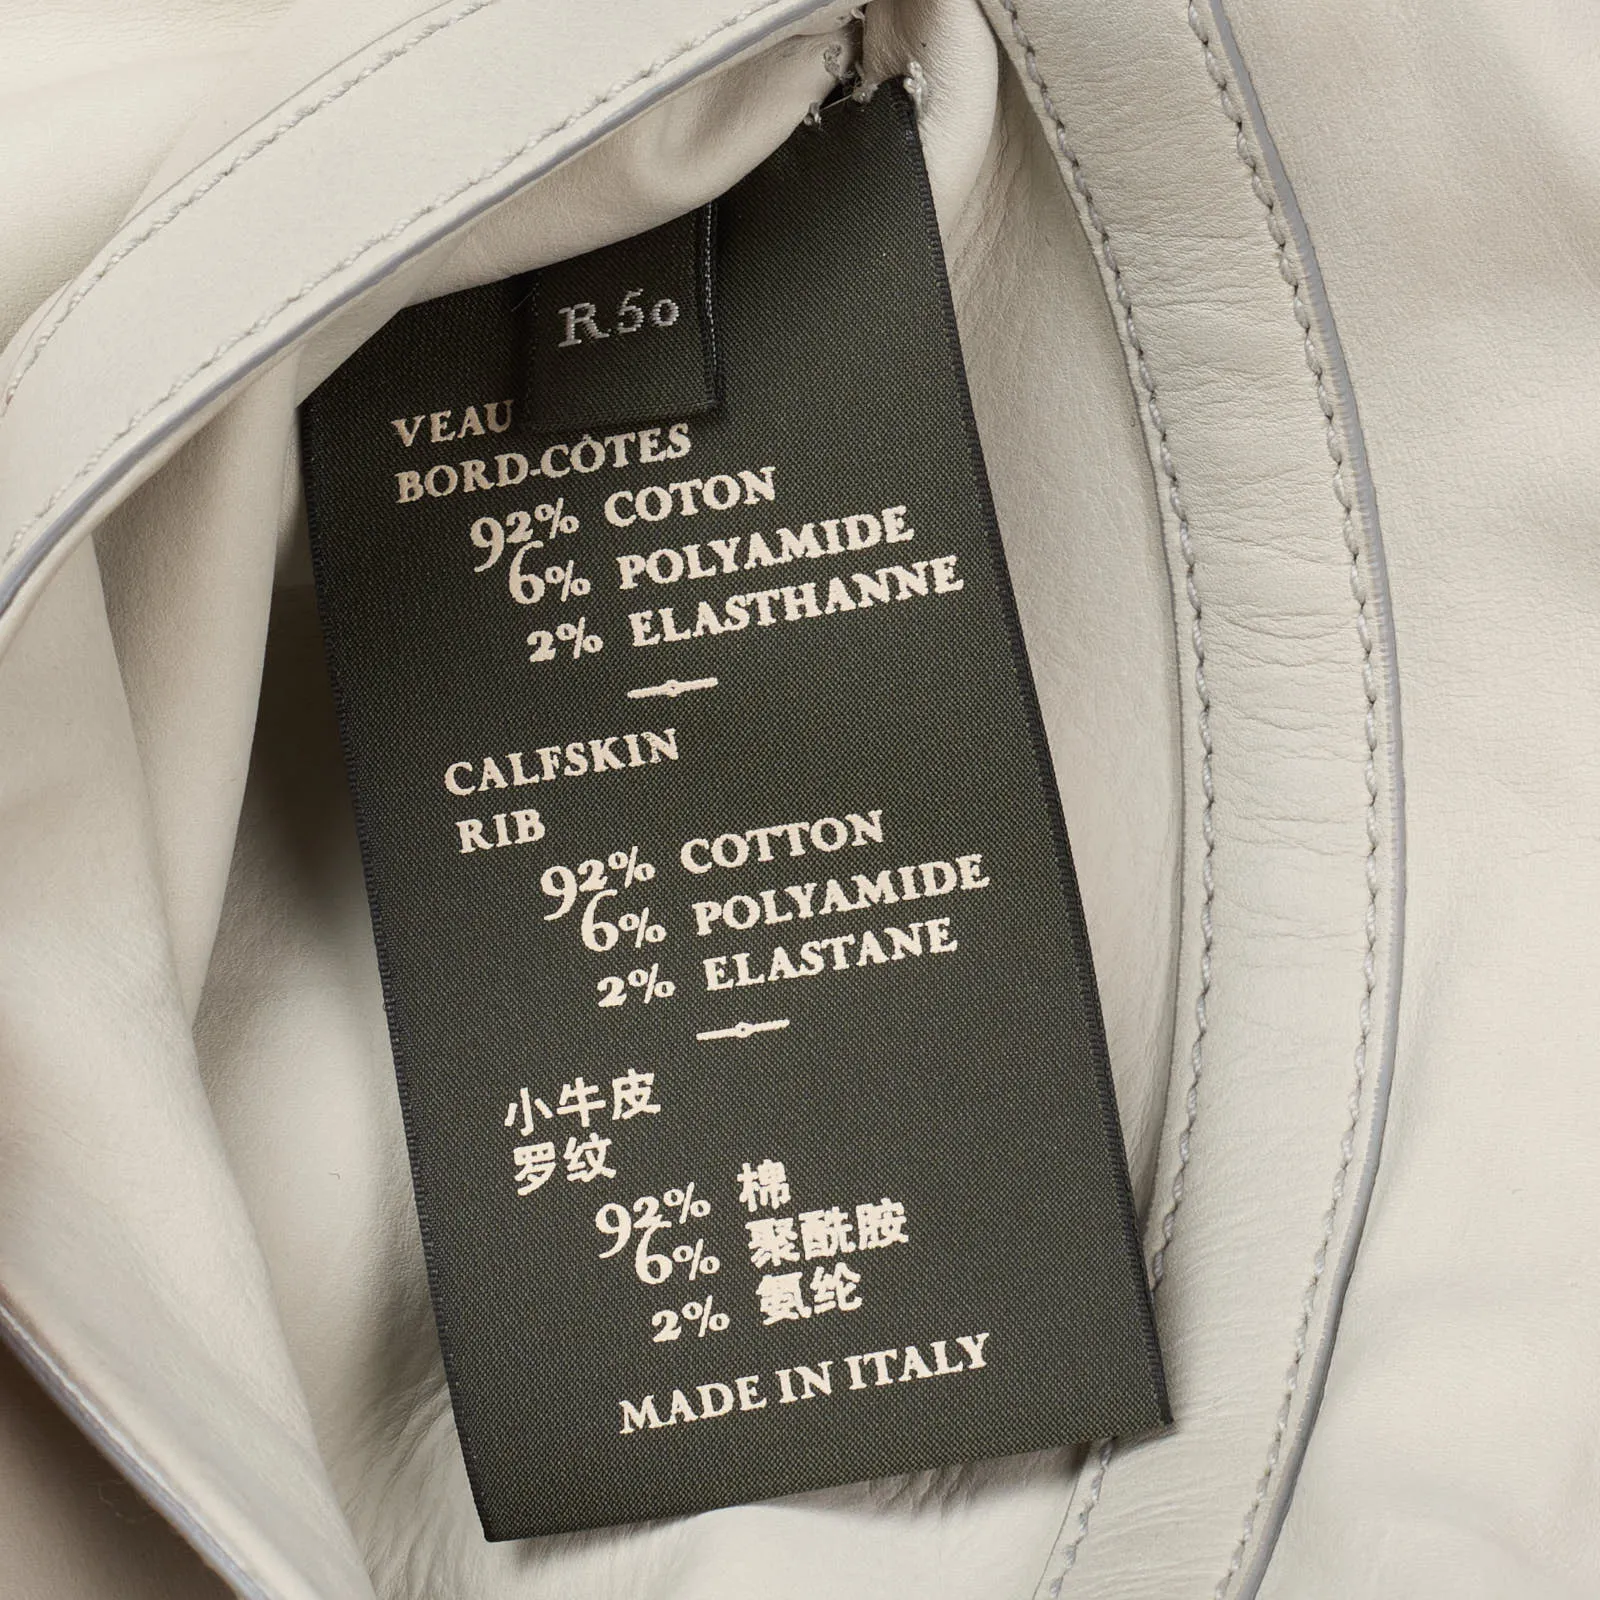 R 50
VEAU
BORD-CÔTES
92% COTON
6% POLYAMIDE
2% ELASTHANNE
CALFSKIN
RIB
92% COTTON
6% POLYAMIDE
2% ELASTANE
小牛皮
罗纹
92% 棉
6% 聚酰胺
2% 氨纶
MADE IN ITALY